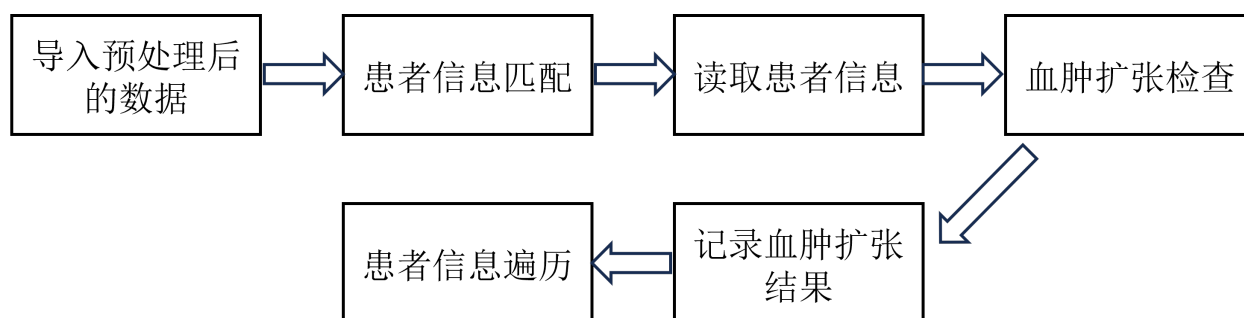 导入预处理后
的数据
患者信息匹配
读取患者信息
血肿扩张检查
记录血肿扩张
结果
患者信息遍历